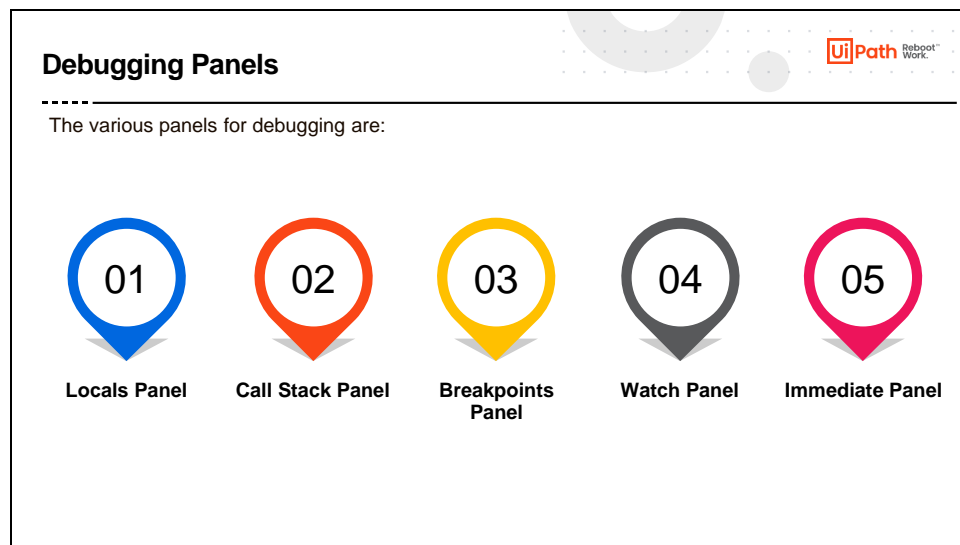 Debugging Panels
UiPath Reboot™
Work.
The various panels for debugging are:
01 02 03 04 05
Locals Panel Call Stack Panel Breakpoints Watch Panel Immediate Panel
Panel